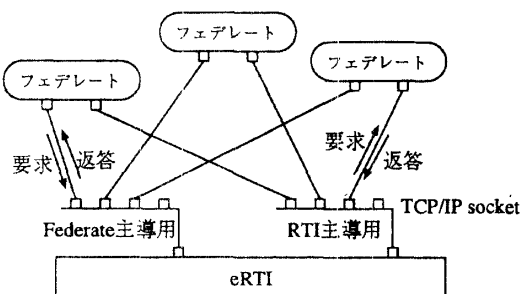 フェデレート
フェデレート
フェデレート
要求
返答
要求
返答
TCP/IP socket
Federate主導用
RTI主導用
eRTI